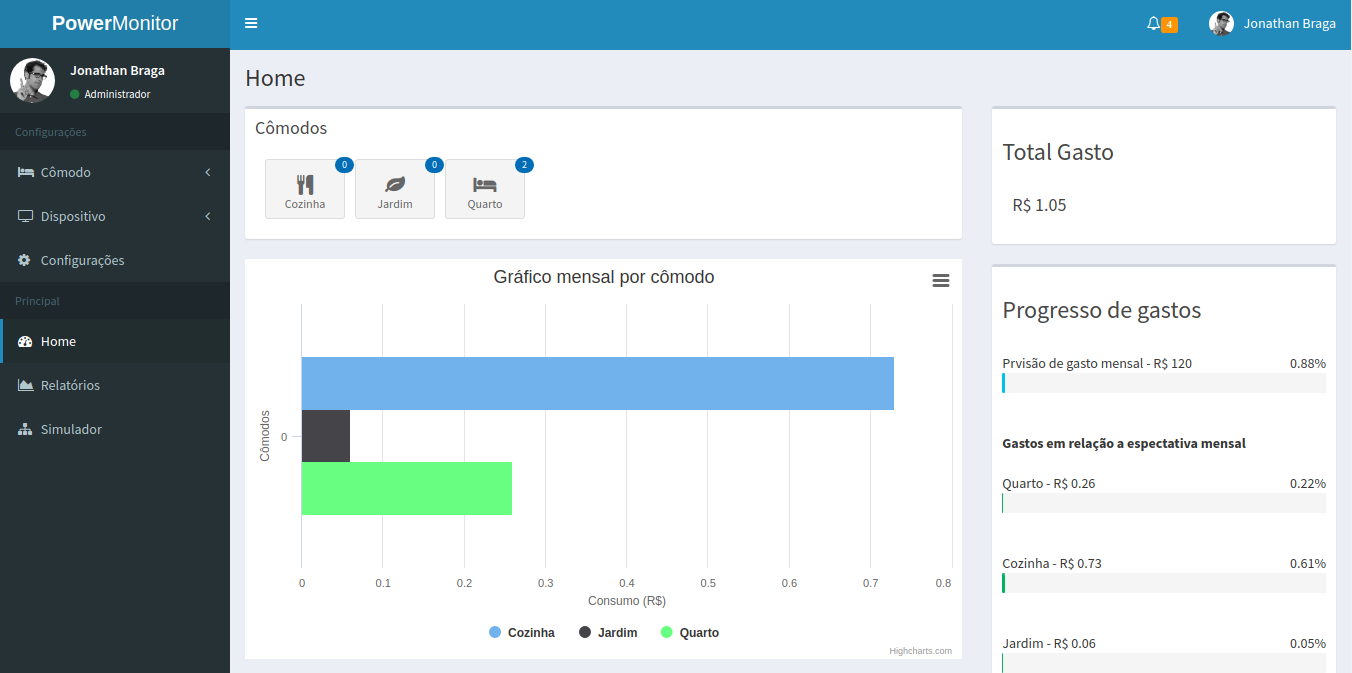 PowerMonitor
4
Jonathan Braga
Jonathan Braga
Administrador
Configurações
Cômodo
Dispositivo
Configurações
Principal
Home
Relatórios
Simulador
Home
Cômodos
0
Cozinha
0
Jardim
2
Quarto
Gráfico mensal por cômodo
Cômodos
0
0 0.1 0.2 0.3 0.4 0.5 0.6 0.7 0.8
Consumo (R$)
Cozinha Jardim Quarto
Highcharts.com
Total Gasto
R$ 1.05
Progresso de gastos
Prvisão de gasto mensal - R$ 120 0.88%
Gastos em relação a espectativa mensal
Quarto - R$ 0.26 0.22%
Cozinha - R$ 0.73 0.61%
Jardim - R$ 0.06 0.05%